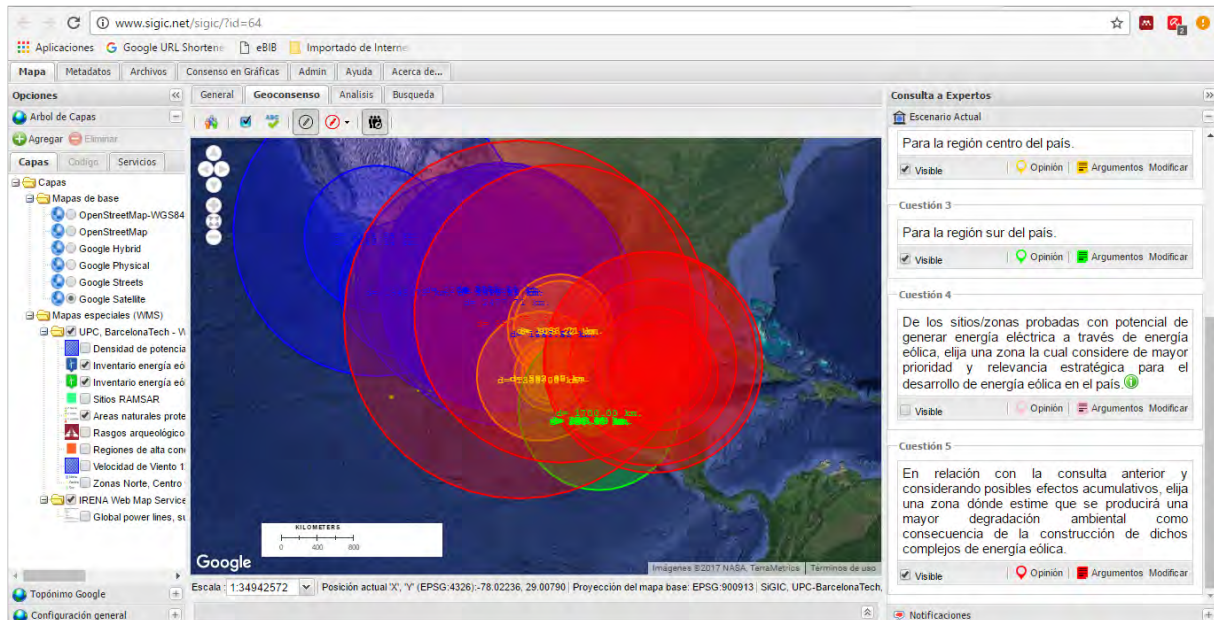 www.sigic.net/sigic/?id=64
2
Aplicaciones Google URL Shortene eBIB Importado de Interne
Mapa Metadatos Archivos Consenso en Gráficas Admin Ayuda Acerca de...
Opciones
Arbol de Capas
Agregar Eliminar
Capas Codigo Servicios
Capas
Mapas de base
OpenStreetMap-WGS84
OpenStreetMap
Google Hybrid
Google Physical
Google Streets
Google Satellite
Mapas especiales (WMS)
UPC, BarcelonaTech - W
Densidad de potencia
Inventario energía eó
Inventario energía eó
Sitios RAMSAR
Areas naturales prote
Rasgos arqueológico
Regiones de alta con
Velocidad de Viento 1
Zonas Norte, Centro
IRENA Web Map Service
Global power lines, su
Topónimo Google
Configuración general
General Geoconsenso Analisis Busqueda
ABC
d= 1700.00 km.
KILOMETERS
0 400 800
Google
Imágenes ©2017 NASA, TerraMetrics Términos de uso
Escala : 1:34942572 Posición actual 'X', 'Y' (EPSG:4326):-78.02236, 29.00790 Proyección del mapa base: EPSG:900913 SiGIC, UPC-BarcelonaTech,
Consulta a Expertos
Escenario Actual
Para la región centro del país.
Visible Opinión Argumentos Modificar
Cuestión 3
Para la región sur del país.
Visible Opinión Argumentos Modificar
Cuestión 4
De los sitios/zonas probadas con potencial de
generar energía eléctrica a través de energía
eólica, elija una zona la cual considere de mayor
prioridad y relevancia estratégica para el
desarrollo de energía eólica en el país.
Visible Opinión Argumentos Modificar
Cuestión 5
En relación con la consulta anterior y
considerando posibles efectos acumulativos, elija
una zona dónde estime que se producirá una
mayor degradación ambiental como
consecuencia de la construcción de dichos
complejos de energía eólica.
Visible Opinión Argumentos Modificar
Notificaciones